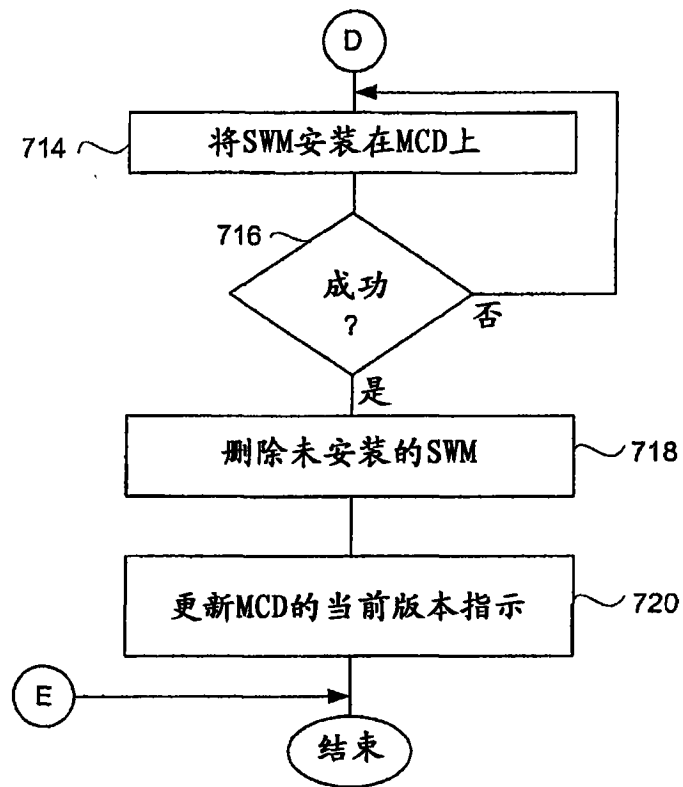 D
714
将SWM安装在MCD上
716
成功
?
否
是
删除未安装的SWM
718
更新MCD的当前版本指示
720
E
结束